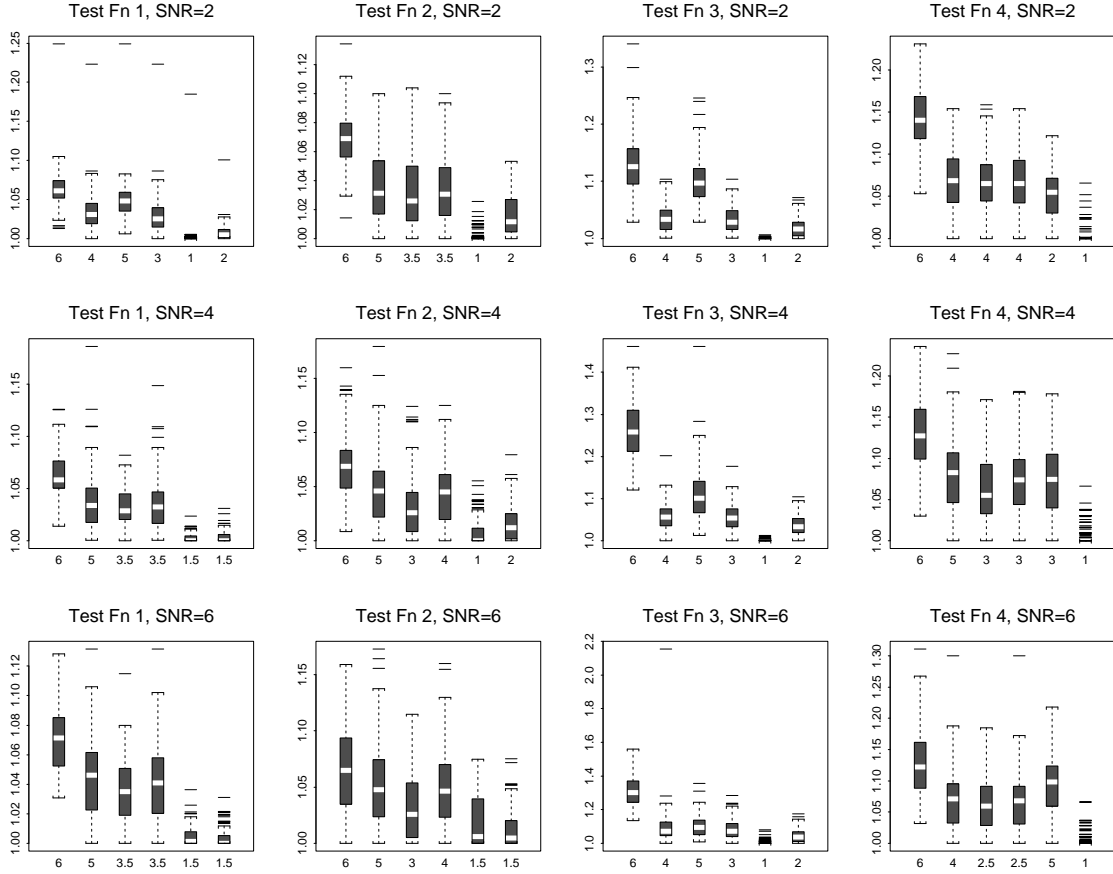 Test Fn 1, SNR=2
1.00 1.05 1.10 1.15 1.20 1.25
6 4 5 3 1 2
Test Fn 2, SNR=2
1.00 1.02 1.04 1.06 1.08 1.10 1.12
6 5 3.5 3.5 1 2
Test Fn 3, SNR=2
1.0 1.1 1.2 1.3
6 4 5 3 1 2
Test Fn 4, SNR=2
1.00 1.05 1.10 1.15 1.20
6 4 4 4 2 1
Test Fn 1, SNR=4
1.00 1.05 1.10 1.15
6 5 3.5 3.5 1.5 1.5
Test Fn 2, SNR=4
1.00 1.05 1.10 1.15
6 5 3 4 1 2
Test Fn 3, SNR=4
1.0 1.1 1.2 1.3 1.4
6 4 5 3 1 2
Test Fn 4, SNR=4
1.00 1.05 1.10 1.15 1.20
6 5 3 3 3 1
Test Fn 1, SNR=6
1.00 1.02 1.04 1.06 1.08 1.10 1.12
6 5 3.5 3.5 1.5 1.5
Test Fn 2, SNR=6
1.00 1.05 1.10 1.15
6 5 3 4 1.5 1.5
Test Fn 3, SNR=6
1.0 1.2 1.4 1.6 1.8 2.0 2.2
6 4 5 3 1 2
Test Fn 4, SNR=6
1.00 1.05 1.10 1.15 1.20 1.25 1.30
6 4 2.5 2.5 5 1